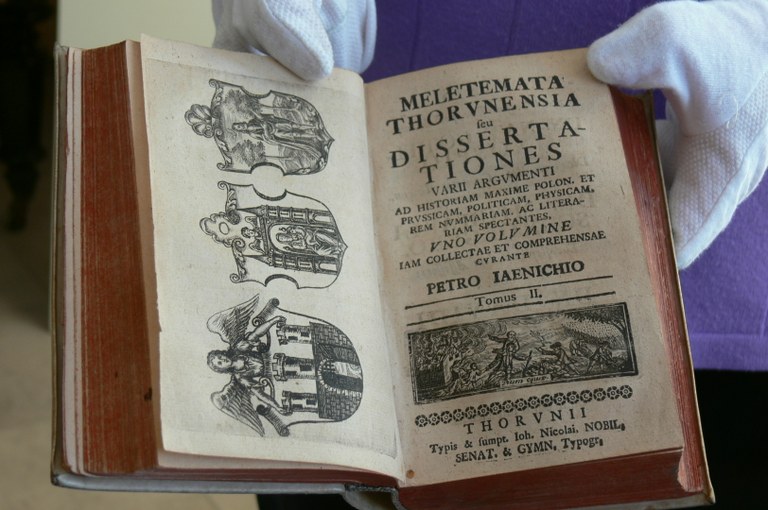 MELETEMATA
THORVNENSIA
seu
DISSERTA-
TIONES
VARII ARGVMENTI
AD HISTORIAM MAXIME POLON. ET
PRVSSICAM, POLITICAM, PHYSICAM,
REM NVMMARIAM. AC LITERA-
RIAM SPECTANTES,
VNO VOLVMINE
IAM COLLECTAE ET COMPREHENSAE
CVRANTE
PETRO IAENICHIO
Tomus II.
THORVNII
Typis & sumpt. Ioh. Nicolai, NOBIL,
SENAT. & GYMN. Typogr.